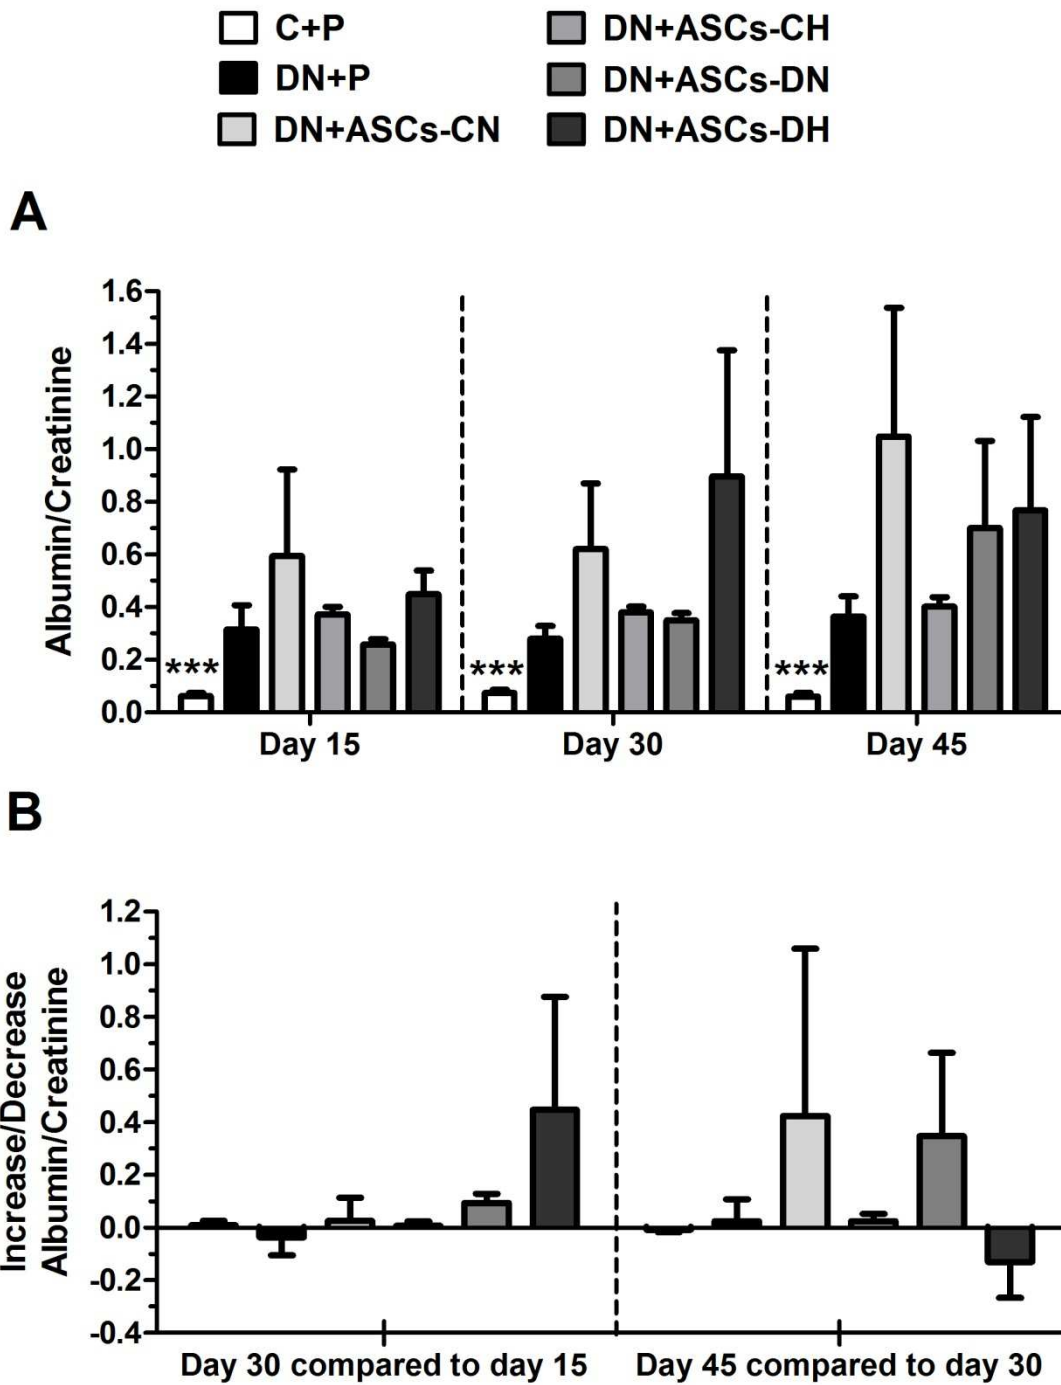 C+P
DN+P
DN+ASCs-CN
DN+ASCs-CH
DN+ASCs-DN
DN+ASCs-DH
A
Albumin/Creatinine
1.6
1.4
1.2
1.0
0.8
0.6
0.4
0.2
0.0
***
***
***
Day 15
Day 30
Day 45
B
Increase/Decrease
Albumin/Creatinine
1.2
1.0
0.8
0.6
0.4
0.2
0.0
-0.2
-0.4
Day 30 compared to day 15
Day 45 compared to day 30